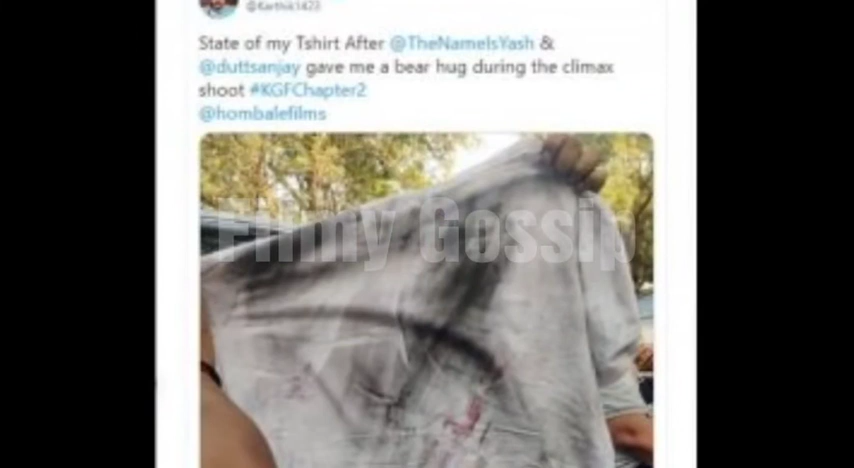 @Karthik1423
State of my Tshirt After @TheNameIsYash &
@duttsanjay gave me a bear hug during the climax
shoot #KGFChapter2
@hombalefilms
Filmy Gossip